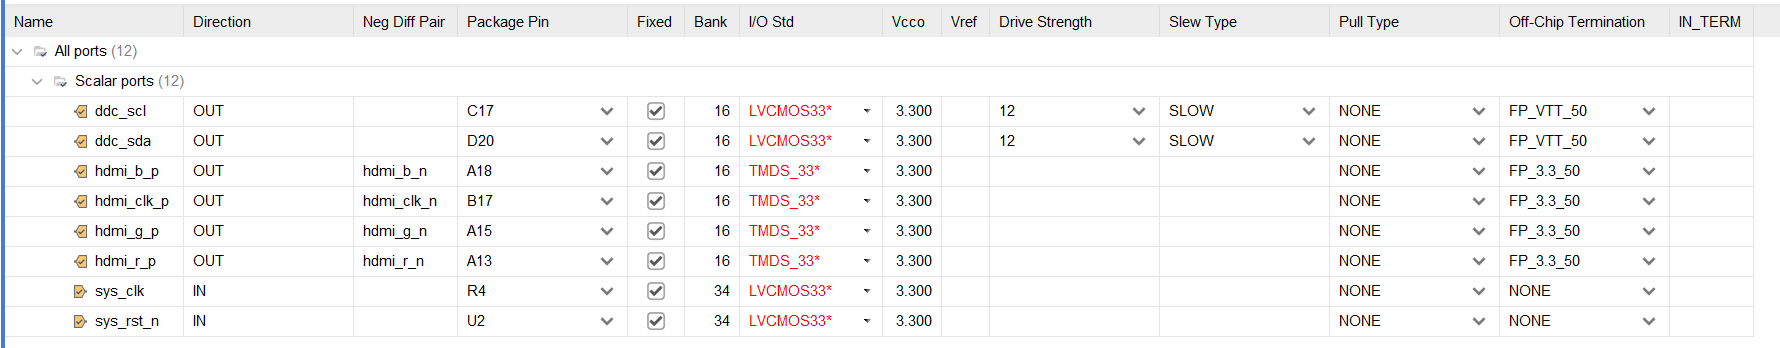 Name Direction Neg Diff Pair Package Pin Fixed Bank I/O Std Vcco Vref Drive Strength Slew Type Pull Type Off-Chip Termination IN_TERM
All ports (12)
Scalar ports (12)
ddc_scl OUT C17 16 LVCMOS33* 3.300 12 SLOW NONE FP_VTT_50
ddc_sda OUT D20 16 LVCMOS33* 3.300 12 SLOW NONE FP_VTT_50
hdmi_b_p OUT hdmi_b_n A18 16 TMDS_33* 3.300 NONE FP_3.3_50
hdmi_clk_p OUT hdmi_clk_n B17 16 TMDS_33* 3.300 NONE FP_3.3_50
hdmi_g_p OUT hdmi_g_n A15 16 TMDS_33* 3.300 NONE FP_3.3_50
hdmi_r_p OUT hdmi_r_n A13 16 TMDS_33* 3.300 NONE FP_3.3_50
sys_clk IN R4 34 LVCMOS33* 3.300 NONE NONE
sys_rst_n IN U2 34 LVCMOS33* 3.300 NONE NONE